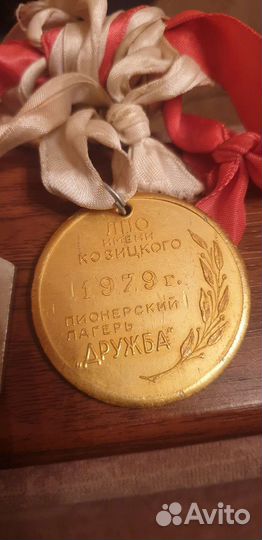 ЛПО
ИМЕНИ
КОЗИЦКОГО
1979 г.
ПИОНЕРСКИЙ
ЛАГЕРЬ
„ДРУЖБА"
Avito